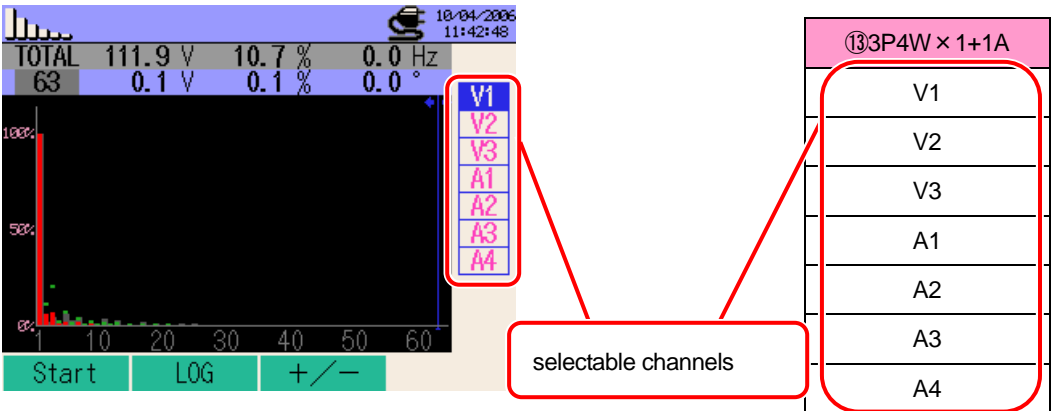 10/04/2006
11:42:48
TOTAL 111.9 V 10.7 % 0.0 Hz
63 0.1 V 0.1 % 0.0 °
V1
V2
V3
A1
A2
A3
A4
100%
50%
0%
1 10 20 30 40 50 60
Start LOG +/−
selectable channels
⑬3P4W×1+1A
V1
V2
V3
A1
A2
A3
A4